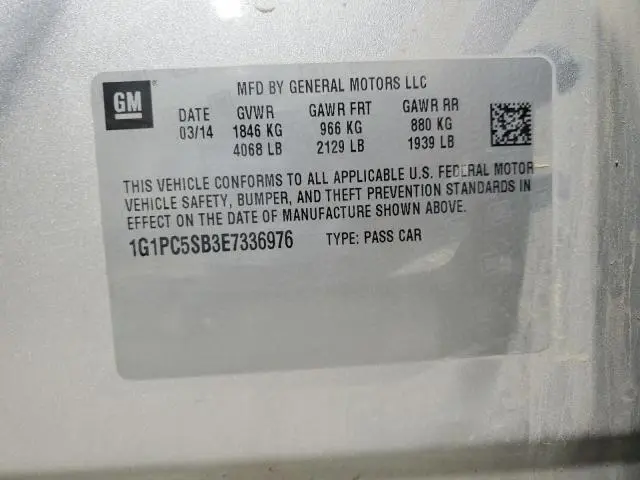 GM
MFD BY GENERAL MOTORS LLC
DATE GVWR GAWR FRT GAWR RR
03/14 1846 KG 966 KG 880 KG
4068 LB 2129 LB 1939 LB
THIS VEHICLE CONFORMS TO ALL APPLICABLE U.S. FEDERAL MOTOR
VEHICLE SAFETY, BUMPER, AND THEFT PREVENTION STANDARDS IN
EFFECT ON THE DATE OF MANUFACTURE SHOWN ABOVE.
1G1PC5SB3E7336976 TYPE: PASS CAR